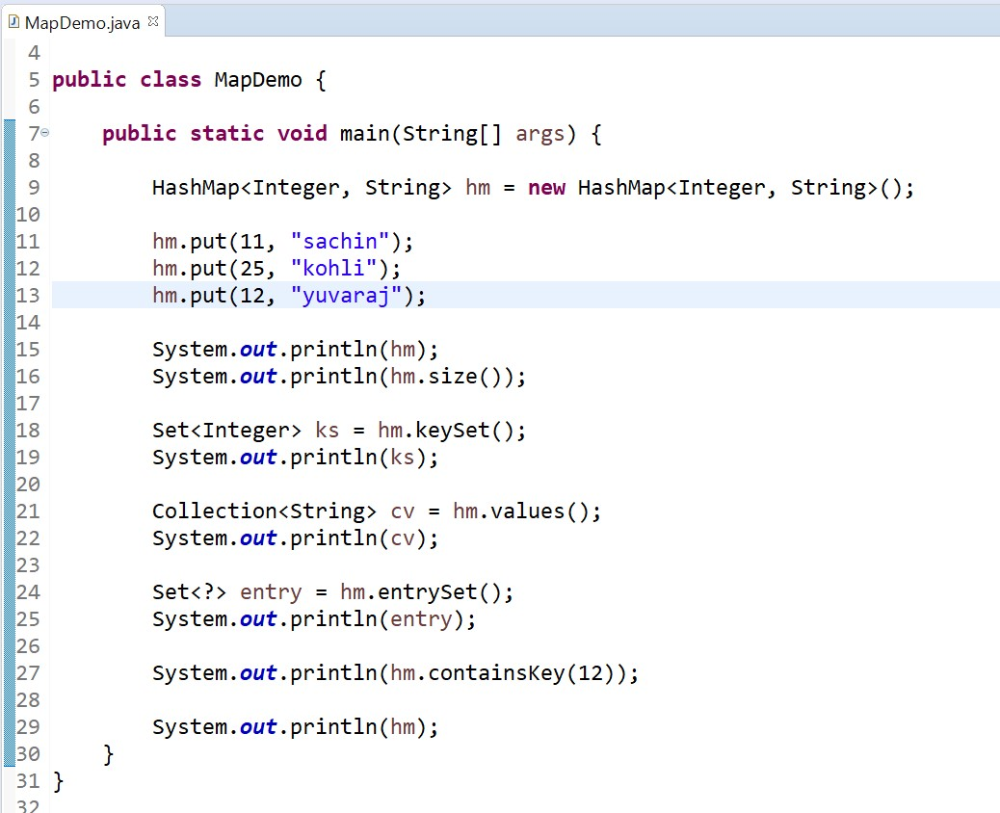 MapDemo.java
4
5 public class MapDemo {
6
7     public static void main(String[] args) {
8
9         HashMap<Integer, String> hm = new HashMap<Integer, String>();
10
11         hm.put(11, "sachin");
12         hm.put(25, "kohli");
13         hm.put(12, "yuvaraj");
14
15         System.out.println(hm);
16         System.out.println(hm.size());
17
18         Set<Integer> ks = hm.keySet();
19         System.out.println(ks);
20
21         Collection<String> cv = hm.values();
22         System.out.println(cv);
23
24         Set<?> entry = hm.entrySet();
25         System.out.println(entry);
26
27         System.out.println(hm.containsKey(12));
28
29         System.out.println(hm);
30     }
31 }
32